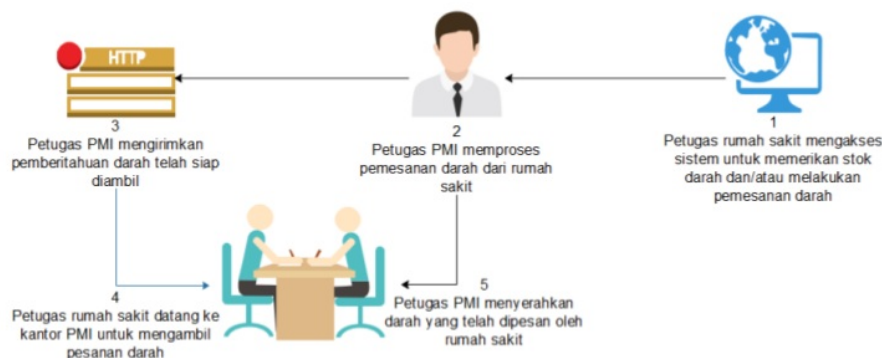 HTTP
3
Petugas PMI mengirimkan
pemberitahuan darah telah siap
diambil
2
Petugas PMI memproses
pemesanan darah dari rumah
sakit
1
Petugas rumah sakit mengakses
sistem untuk memerikan stok
darah dan/atau melakukan
pemesanan darah
4
Petugas rumah sakit datang ke
kantor PMI untuk mengambil
pesanan darah
5
Petugas PMI menyerahkan
darah yang telah dipesan oleh
rumah sakit